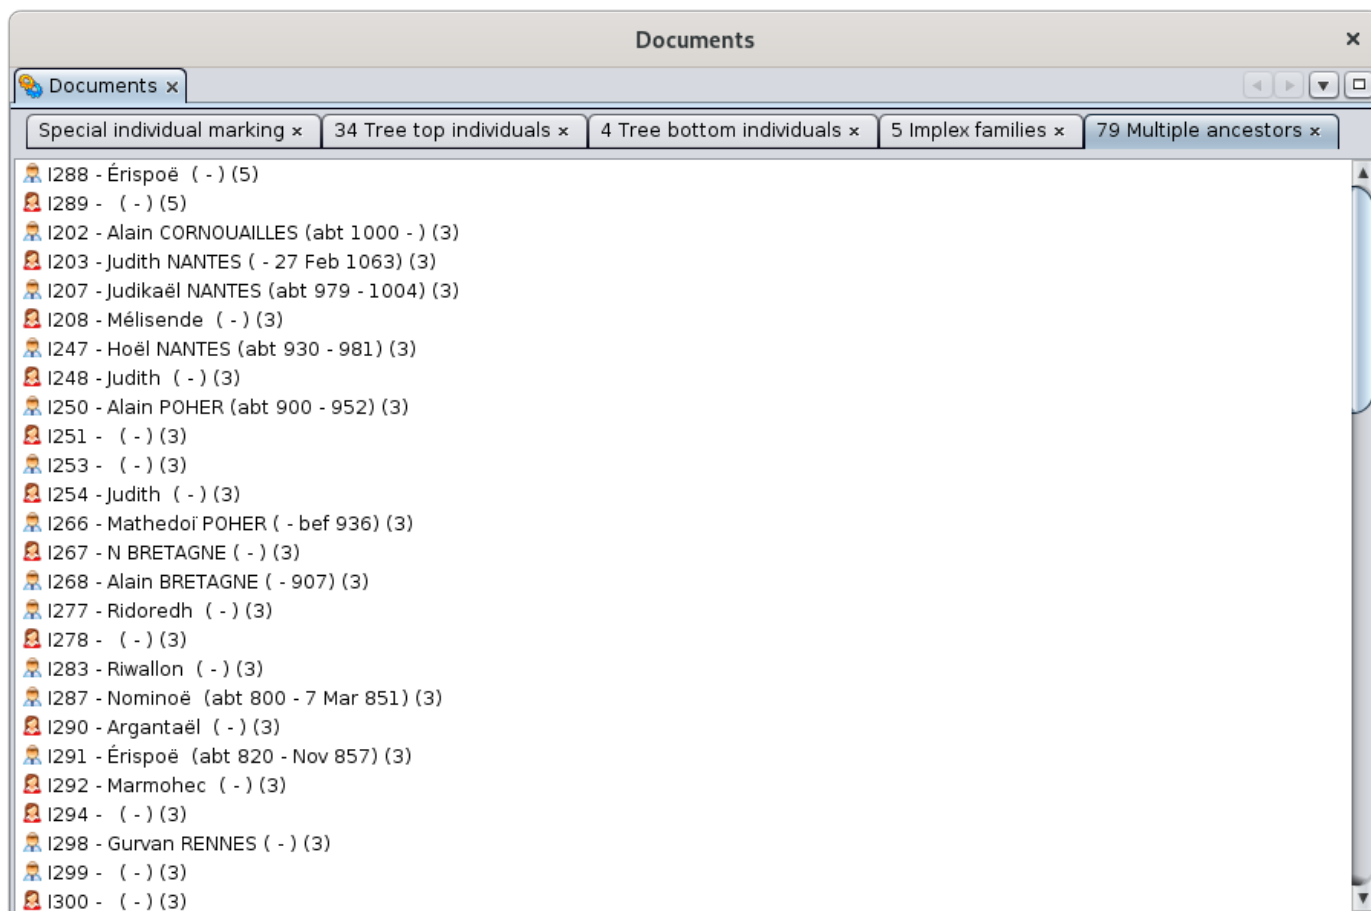 Documents ×
Documents ×
Special individual marking × 34 Tree top individuals × 4 Tree bottom individuals × 5 Implex families × 79 Multiple ancestors ×
I288 - Érispoë ( - ) (5)
I289 - ( - ) (5)
I202 - Alain CORNOUAILLES (abt 1000 - ) (3)
I203 - Judith NANTES ( - 27 Feb 1063) (3)
I207 - Judikaël NANTES (abt 979 - 1004) (3)
I208 - Mélisende ( - ) (3)
I247 - Hoël NANTES (abt 930 - 981) (3)
I248 - Judith ( - ) (3)
I250 - Alain POHER (abt 900 - 952) (3)
I251 - ( - ) (3)
I253 - ( - ) (3)
I254 - Judith ( - ) (3)
I266 - Mathedoï POHER ( - bef 936) (3)
I267 - N BRETAGNE ( - ) (3)
I268 - Alain BRETAGNE ( - 907) (3)
I277 - Ridoredh ( - ) (3)
I278 - ( - ) (3)
I283 - Riwallon ( - ) (3)
I287 - Nominoë (abt 800 - 7 Mar 851) (3)
I290 - Argantaël ( - ) (3)
I291 - Érispoë (abt 820 - Nov 857) (3)
I292 - Marmohec ( - ) (3)
I294 - ( - ) (3)
I298 - Gurvan RENNES ( - ) (3)
I299 - ( - ) (3)
I300 - ( - ) (3)